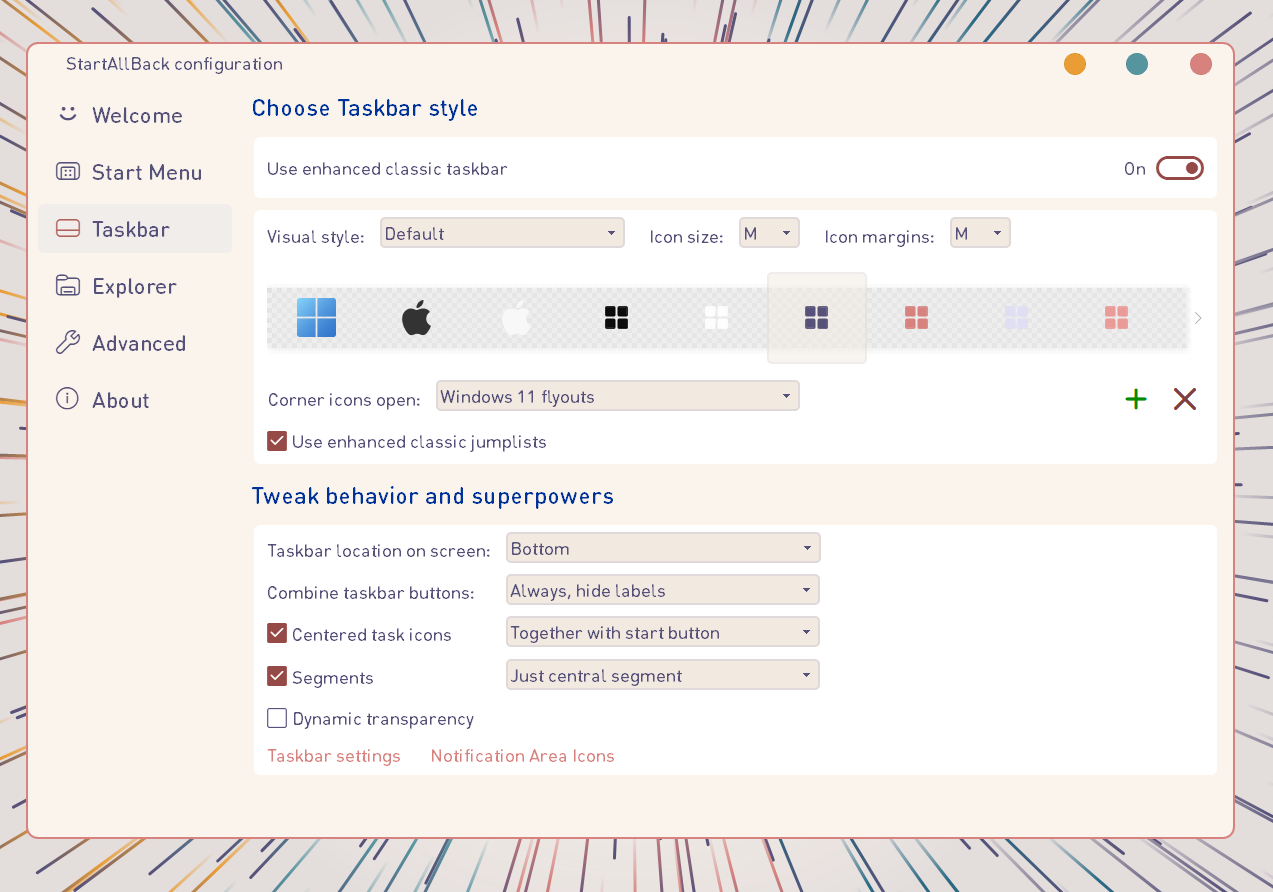 StartAllBack configuration
Welcome
Start Menu
Taskbar
Explorer
Advanced
About
Choose Taskbar style
Use enhanced classic taskbar
On
Visual style: Default Icon size: M Icon margins: M
Corner icons open: Windows 11 flyouts
Use enhanced classic jumplists
Tweak behavior and superpowers
Taskbar location on screen: Bottom
Combine taskbar buttons: Always, hide labels
Centered task icons Together with start button
Segments Just central segment
Dynamic transparency
Taskbar settings Notification Area Icons